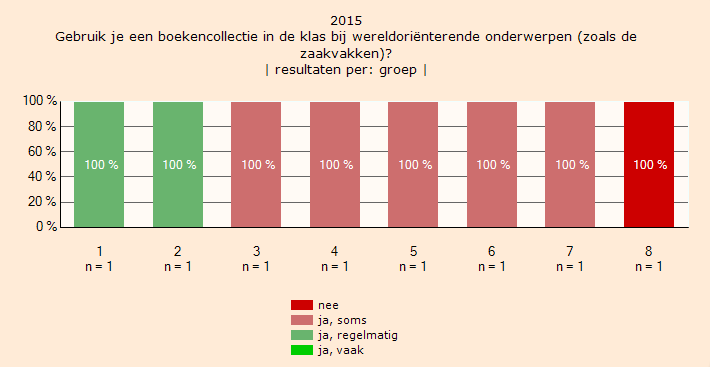 2015
Gebruik je een boekencollectie in de klas bij wereldoriënterende onderwerpen (zoals de
zaakvakken)?
| resultaten per: groep |
100 %
80 %
60 %
40 %
20 %
0 %
100 % 100 % 100 % 100 % 100 % 100 % 100 % 100 %
1 2 3 4 5 6 7 8
n = 1 n = 1 n = 1 n = 1 n = 1 n = 1 n = 1 n = 1
nee
ja, soms
ja, regelmatig
ja, vaak